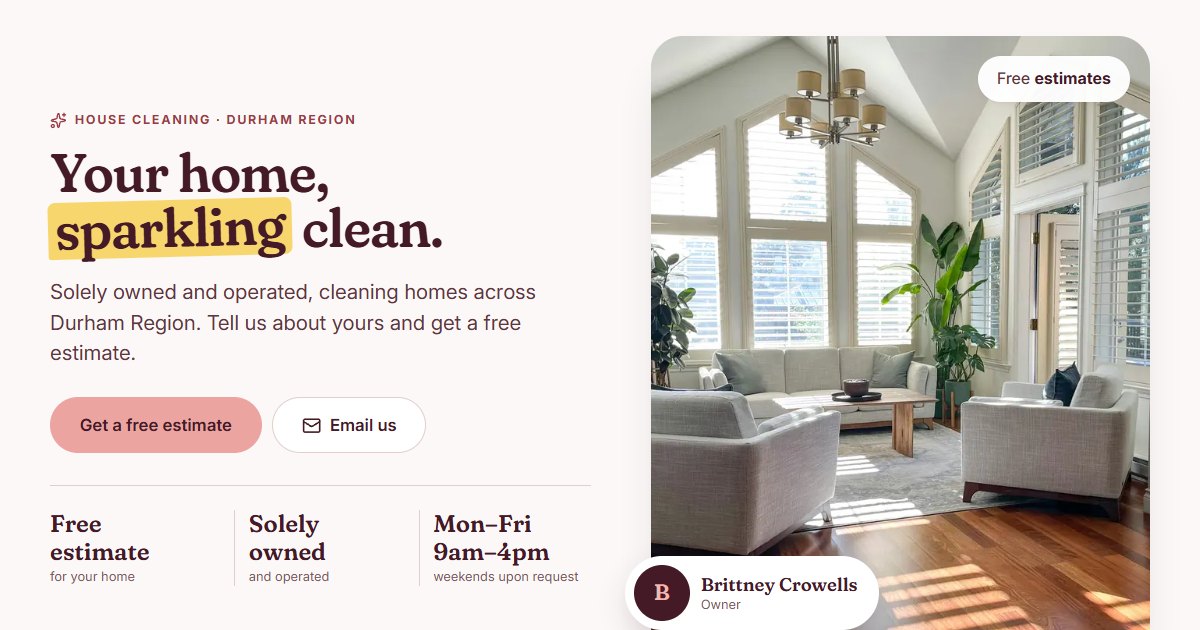 HOUSE CLEANING · DURHAM REGION
Your home,
sparkling clean.
Solely owned and operated, cleaning homes across
Durham Region. Tell us about yours and get a free
estimate.
Get a free estimate
Email us
Free
estimate
for your home
Solely
owned
and operated
Mon–Fri
9am–4pm
weekends upon request
Free estimates
B
Brittney Crowells
Owner